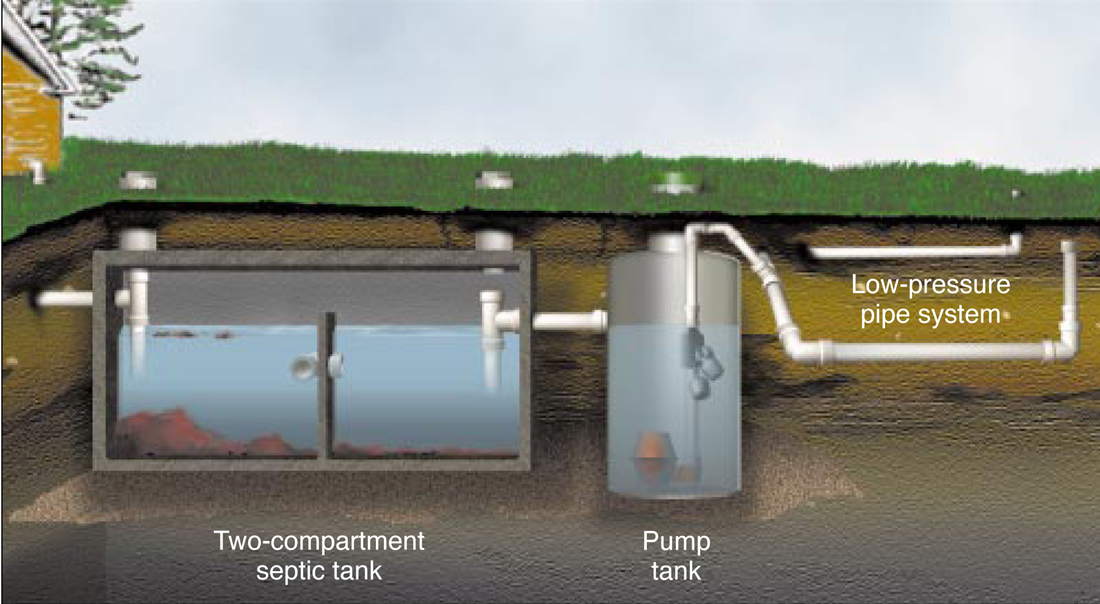 Low-pressure
pipe system
Two-compartment
septic tank
Pump
tank